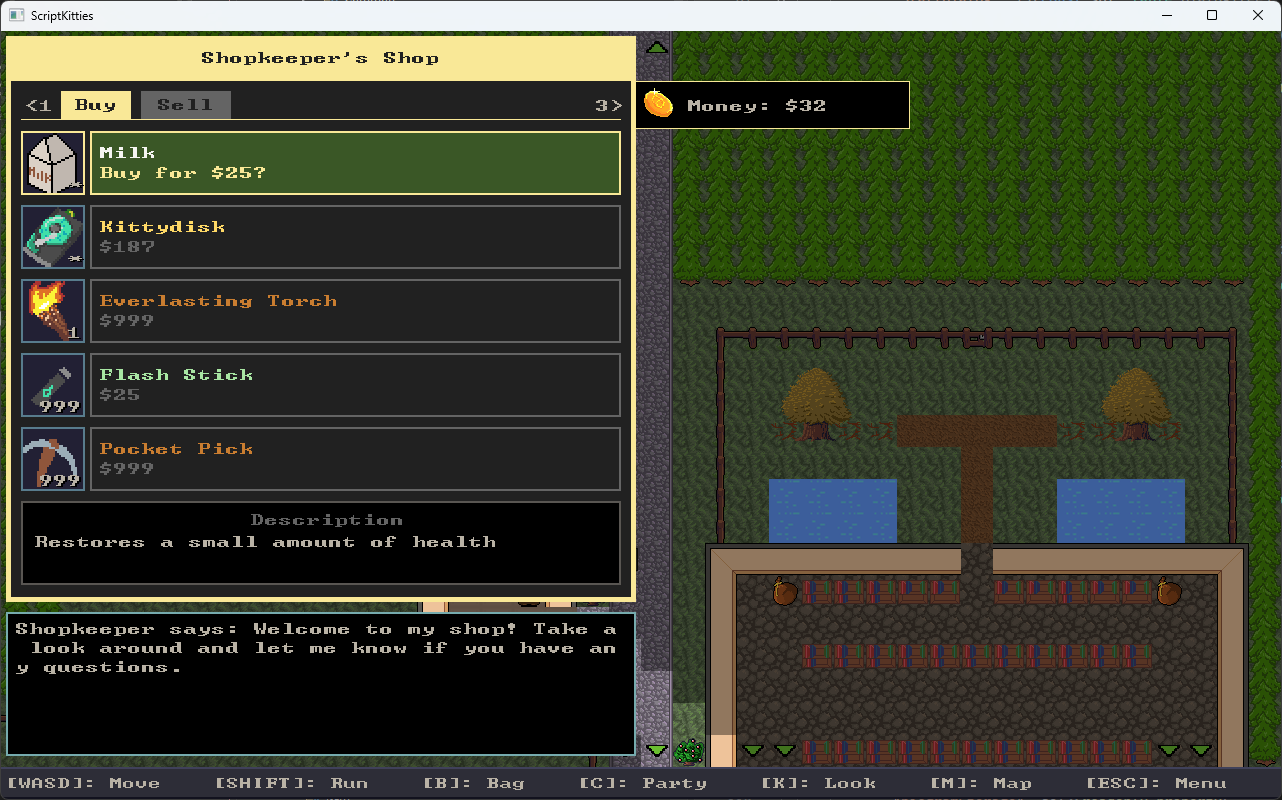 ScriptKitties
Shopkeeper's Shop
<1 Buy Sell 3>
Money: $32
Milk
Buy for $25?
Milk
Kittydisk
$187
Everlasting Torch
$999
1
Flash Stick
$25
999
Pocket Pick
$999
999
Description
Restores a small amount of health
Shopkeeper says: Welcome to my shop! Take a
look around and let me know if you have an
y questions.
[WASD]: Move [SHIFT]: Run [B]: Bag [C]: Party [K]: Look [M]: Map [ESC]: Menu